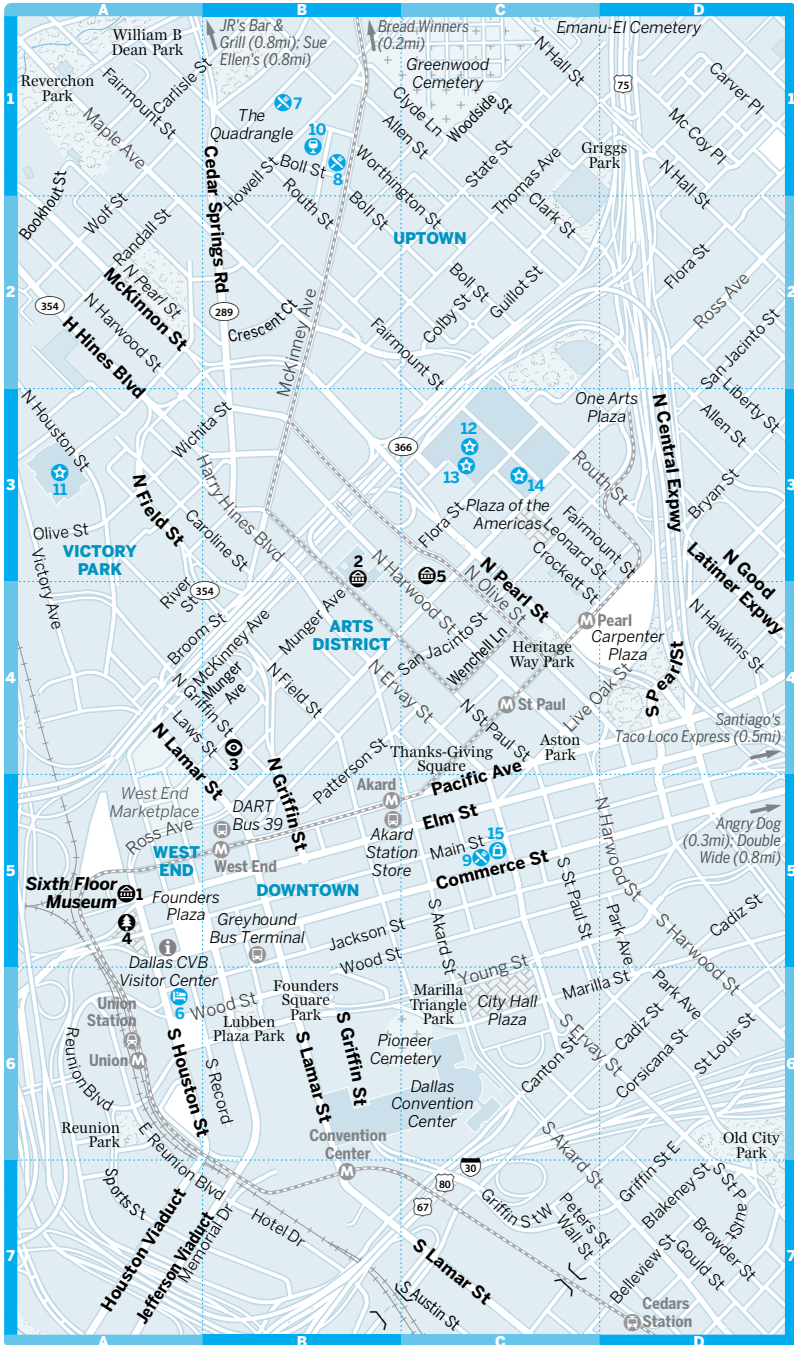 A
B
C
D
William B
Dean Park
JR's Bar &
Grill (0.8mi); Sue
Ellen's (0.8mi)
Bread Winners
(0.2mi)
Emanu-El Cemetery
Greenwood
Cemetery
N Hall St
75
Carver Pl
Reverchon
Park
Fairmount St
Carlisle St
1
1
The
Quadrangle
7
Clyde Ln
Woodside St
Mc Coy Pl
Maple Ave
10
Allen St
State St
Griggs
Park
Cedar Springs Rd
Boll St
8
Worthington St
Thomas Ave
N Hall St
Howell St
Routh St
Boll St
Clark St
Bookhout St
Wolf St
Randall St
UPTOWN
N Pearl St
McKinnon St
Boll St
Guillot St
Flora St
Ross Ave
2
2
354
N Harwood St
289
Crescent Ct
Colby St
H Hines Blvd
McKinney Ave
Fairmount St
San Jacinto St
Liberty St
N Houston St
Wichita St
One Arts
Plaza
N Central Expwy
Allen St
366
12
13
14
11
3
3
Harry Hines Blvd
Routh St
N Field St
Bryan St
Flora St
Plaza of the
Americas
Fairmount St
Leonard St
Crockett St
Olive St
VICTORY
PARK
Caroline St
Victory Ave
2
N Harwood St
5
N Pearl St
N Olive St
N Good
Latimer Expwy
River
St
354
Munger Ave
ARTS
DISTRICT
Pearl
Carpenter
Plaza
N Hawkins St
Broom St
McKinney Ave
San Jacinto St
Wenchell Ln
Heritage
Way Park
4
4
Munger
Ave
N Griffin St
N Field St
N Ervay St
S Pearl St
Live Oak St
St Paul
N St Paul St
Laws St
3
Santiago's
Taco Loco Express (0.5mi)
N Lamar St
Patterson St
Thanks-Giving
Square
Aston
Park
Pacific Ave
N Griffin St
Akard
West End
Marketplace
DART
Bus 39
Elm St
N Harwood St
Angry Dog
(0.3mi); Double
Wide (0.8mi)
Ross Ave
Akard
Station
Store
Main St
15
9
WEST
END
West End
Commerce St
5
5
DOWNTOWN
Sixth Floor
Museum
1
Founders
Plaza
S St Paul St
Park Ave
S Harwood St
Cadiz St
4
Greyhound
Bus Terminal
Jackson St
S Akard St
Wood St
Young St
Dallas CVB
Visitor Center
Founders
Square
Park
Marilla
Triangle
Park
City Hall
Plaza
Marilla St
Park Ave
Union
Station
6
Wood St
Lubben
Plaza Park
S Griffin St
S Ervay St
Cadiz St
St Louis St
Corsicana St
Pioneer
Cemetery
Union
Canton St
6
6
Reunion Blvd
S Houston St
S Record
S Lamar St
Dallas
Convention
Center
Reunion
Park
Convention
Center
S Akard St
Old City
Park
E Reunion Blvd
30
80
67
Griffin St E
S St Paul St
Sports St
Griffin St W
Peters St
Wall St
Blakeney St
Browder St
Gould St
Belleview St
Houston Viaduct
Jefferson Viaduct
Memorial Dr
Hotel Dr
7
7
S Lamar St
S Austin St
Cedars
Station
A
B
C
D